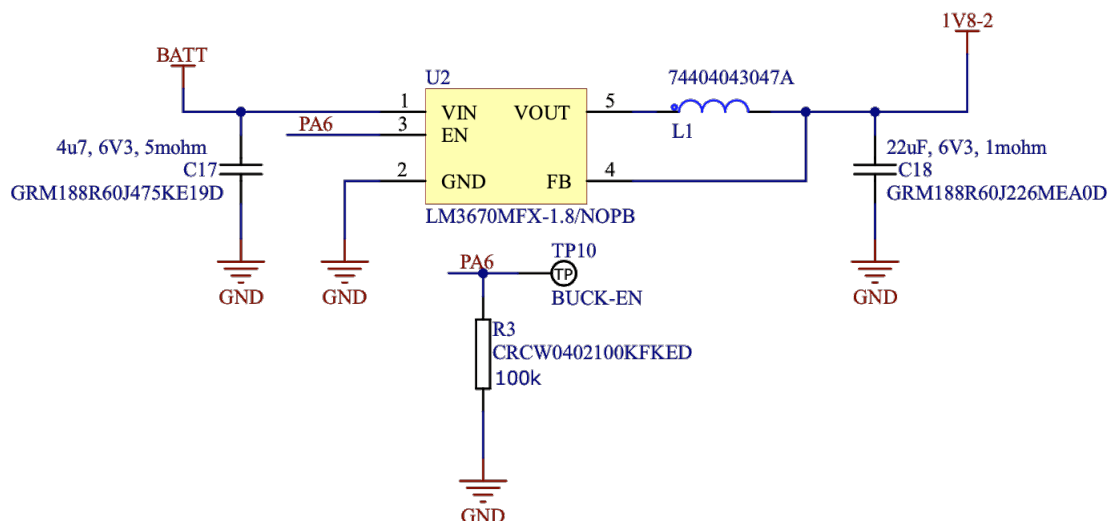 1V8-2
BATT
U2
74404043047A
1
VIN
VOUT
5
PA6
3
EN
L1
4u7, 6V3, 5mohm
C17
GRM188R60J475KE19D
2
GND
FB
4
22uF, 6V3, 1mohm
C18
GRM188R60J226MEA0D
LM3670MFX-1.8/NOPB
GND
GND
GND
PA6
TP10
TP
BUCK-EN
R3
CRCW0402100KFKED
100k
GND